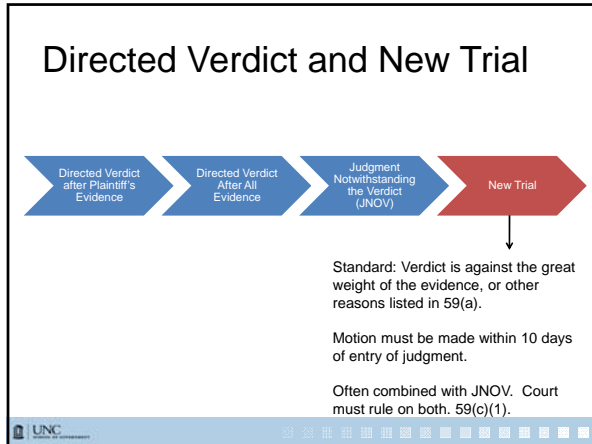 Directed Verdict and New Trial
Directed Verdict
after Plaintiff's
Evidence
Directed Verdict
After All
Evidence
Judgment
Notwithstanding
the Verdict
(JNOV)
New Trial
Standard: Verdict is against the great
weight of the evidence, or other
reasons listed in 59(a).
Motion must be made within 10 days
of entry of judgment.
Often combined with JNOV. Court
must rule on both. 59(c)(1).
UNC
SCHOOL OF GOVERNMENT